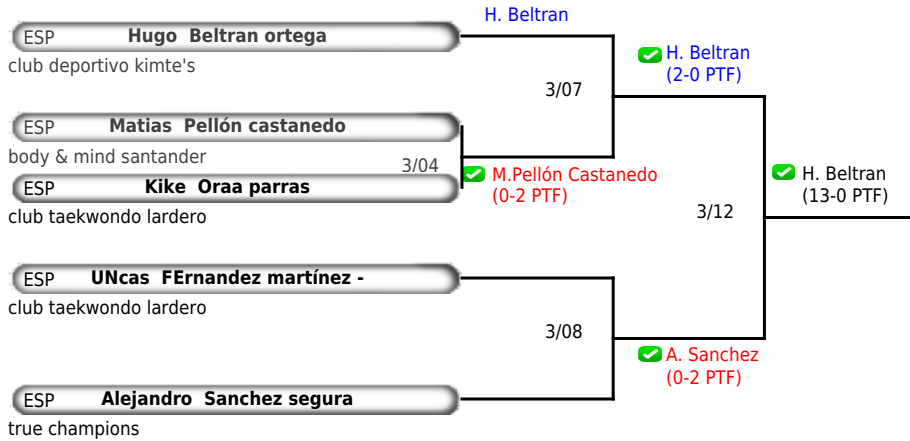 H. Beltran
ESP Hugo Beltran ortega
club deportivo kimte's
H. Beltran
(2-0 PTF)
3/07
ESP Matias Pellón castanedo
body & mind santander
3/04
ESP Kike Oraa parras
club taekwondo lardero
M.Pellón Castanedo
(0-2 PTF)
H. Beltran
(13-0 PTF)
3/12
ESP UNcas FErnandez martínez -
club taekwondo lardero
3/08
A. Sanchez
(0-2 PTF)
ESP Alejandro Sanchez segura
true champions